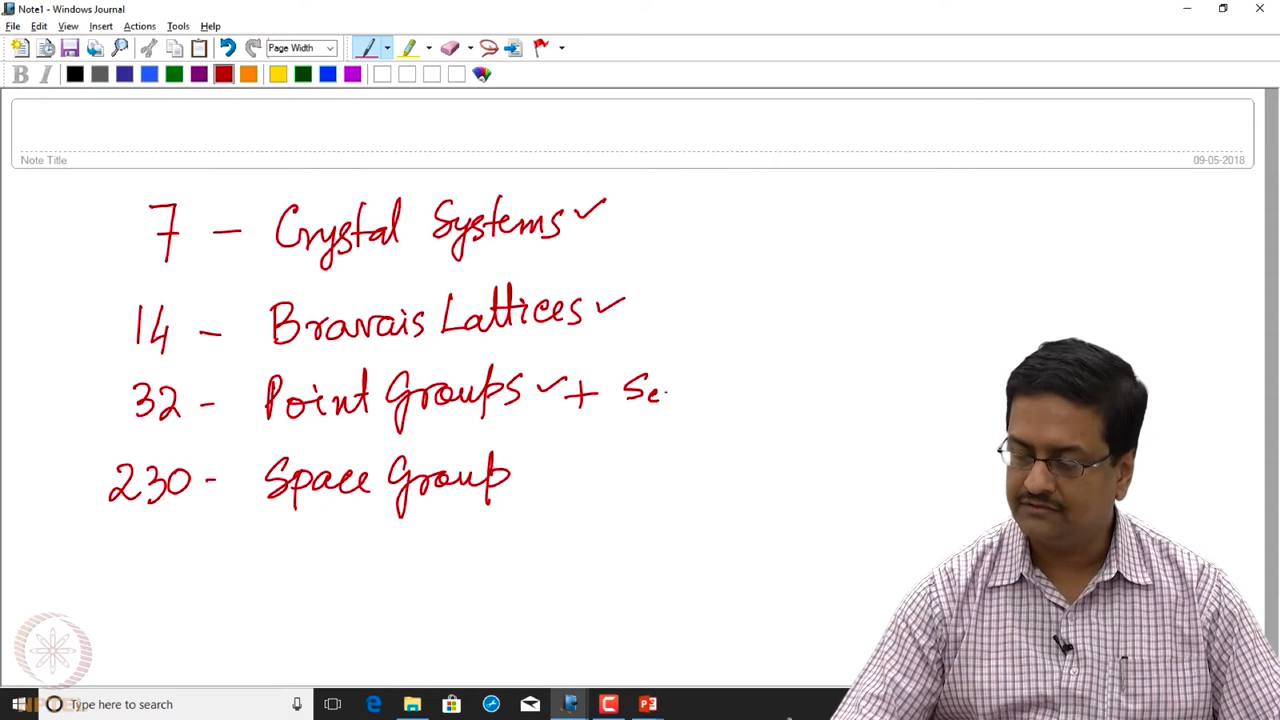 Note1 - Windows Journal
File Edit View Insert Actions Tools Help
Page Width
B I
Note Title
09-05-2018
7 - Crystal Systems ✓
14 - Bravais Lattices ✓
32 - Point Groups ✓ + Se
230 - Space Group
Type here to search